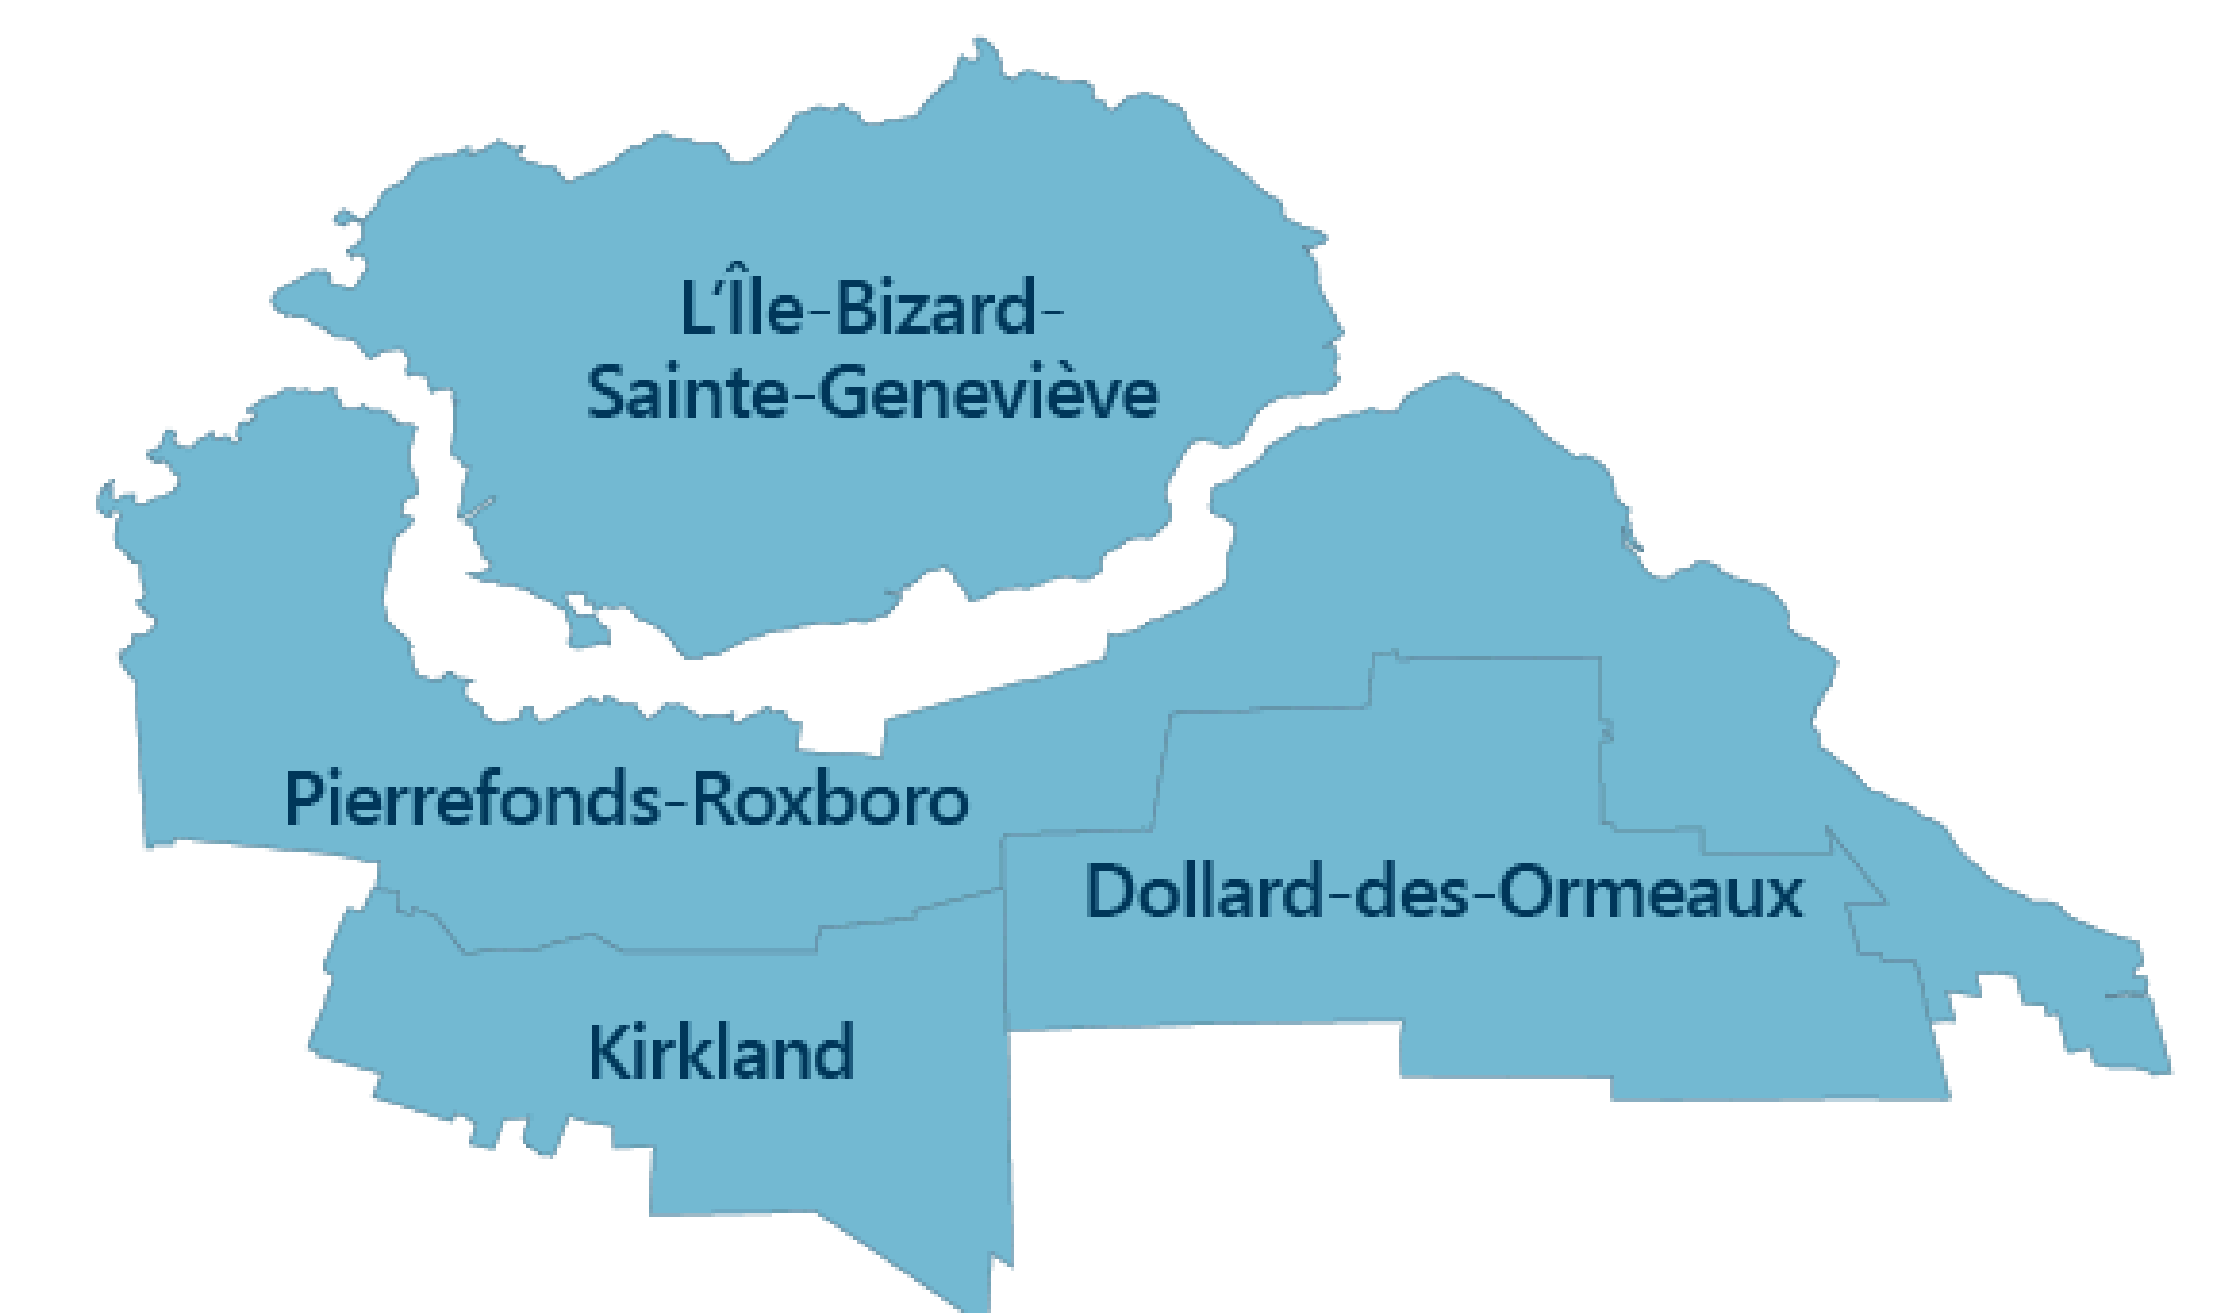 L'Île-Bizard-
Sainte-Geneviève
Pierrefonds-Roxboro
Dollard-des-Ormeaux
Kirkland